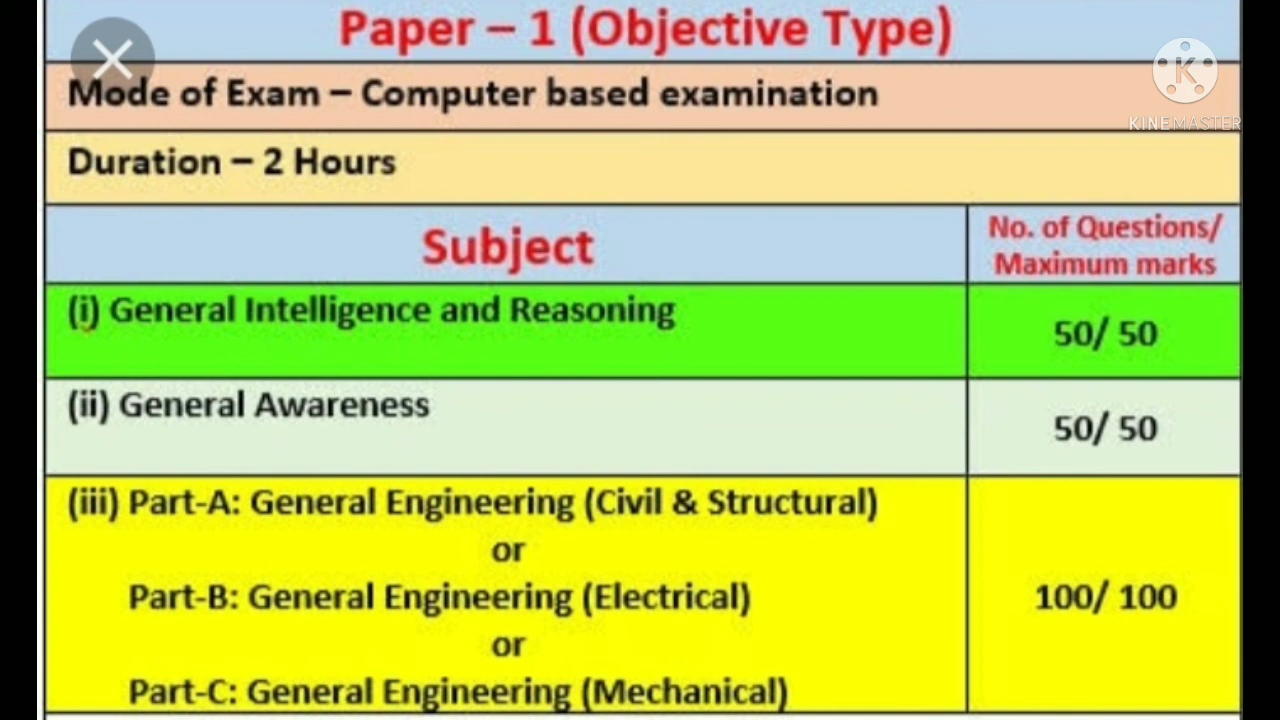 Paper – 1 (Objective Type)
Mode of Exam – Computer based examination
KINEMASTER
Duration – 2 Hours
Subject
No. of Questions/
Maximum marks
(i) General Intelligence and Reasoning
50/ 50
(ii) General Awareness
50/ 50
(iii) Part-A: General Engineering (Civil & Structural)
or
Part-B: General Engineering (Electrical)
100/ 100
or
Part-C: General Engineering (Mechanical)